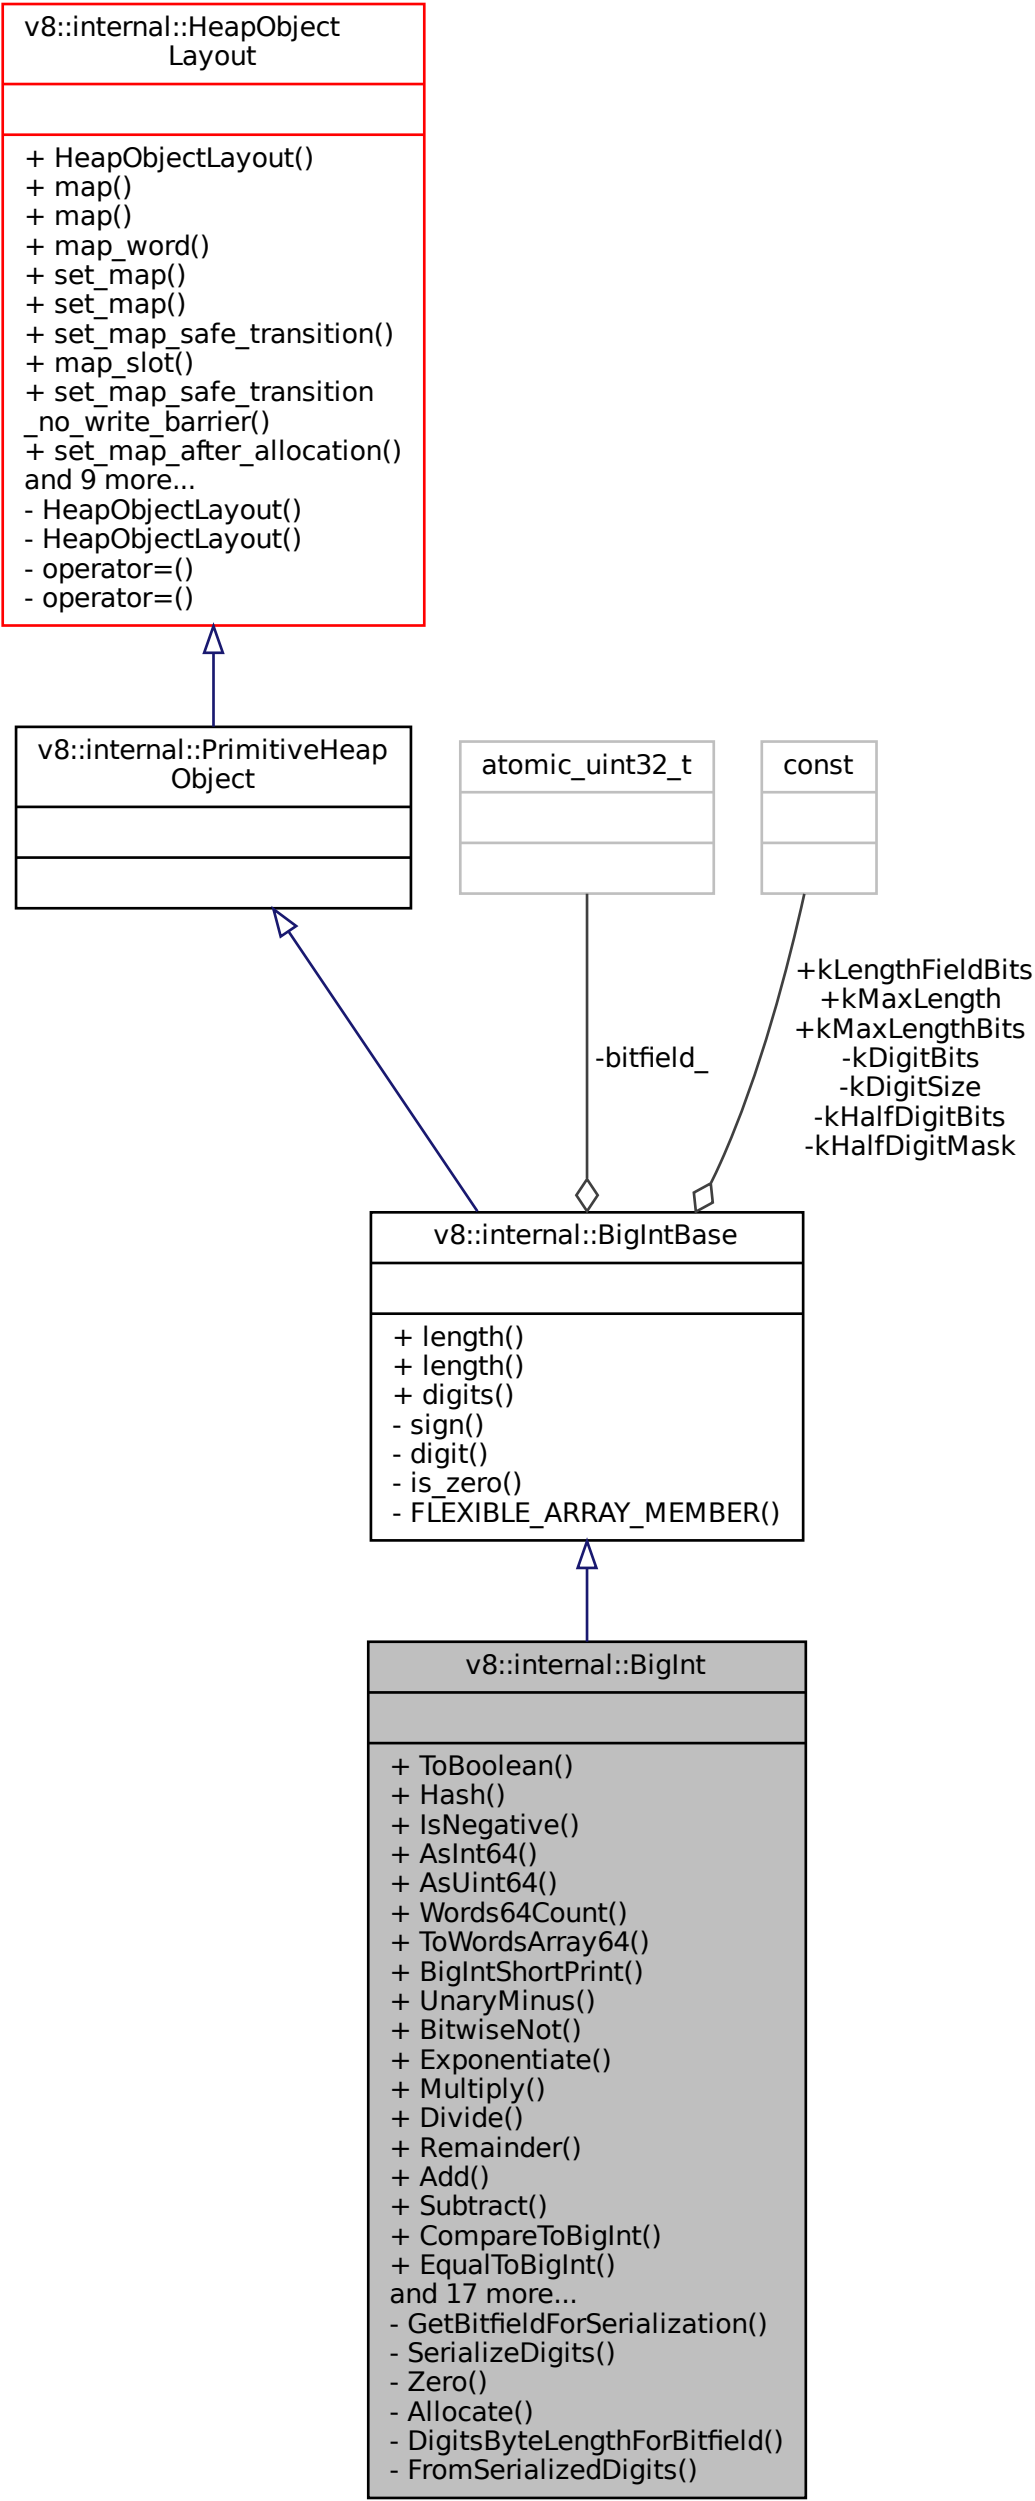 v8::internal::HeapObject
Layout
+ HeapObjectLayout()
+ map()
+ map()
+ map_word()
+ set_map()
+ set_map()
+ set_map_safe_transition()
+ map_slot()
+ set_map_safe_transition
_no_write_barrier()
+ set_map_after_allocation()
and 9 more...
- HeapObjectLayout()
- HeapObjectLayout()
- operator=()
- operator=()
v8::internal::PrimitiveHeap
Object
atomic_uint32_t
const
-bitfield_
+kLengthFieldBits
+kMaxLength
+kMaxLengthBits
-kDigitBits
-kDigitSize
-kHalfDigitBits
-kHalfDigitMask
v8::internal::BigIntBase
+ length()
+ length()
+ digits()
- sign()
- digit()
- is_zero()
- FLEXIBLE_ARRAY_MEMBER()
v8::internal::BigInt
+ ToBoolean()
+ Hash()
+ IsNegative()
+ AsInt64()
+ AsUint64()
+ Words64Count()
+ ToWordsArray64()
+ BigIntShortPrint()
+ UnaryMinus()
+ BitwiseNot()
+ Exponentiate()
+ Multiply()
+ Divide()
+ Remainder()
+ Add()
+ Subtract()
+ CompareToBigInt()
+ EqualToBigInt()
and 17 more...
- GetBitfieldForSerialization()
- SerializeDigits()
- Zero()
- Allocate()
- DigitsByteLengthForBitfield()
- FromSerializedDigits()